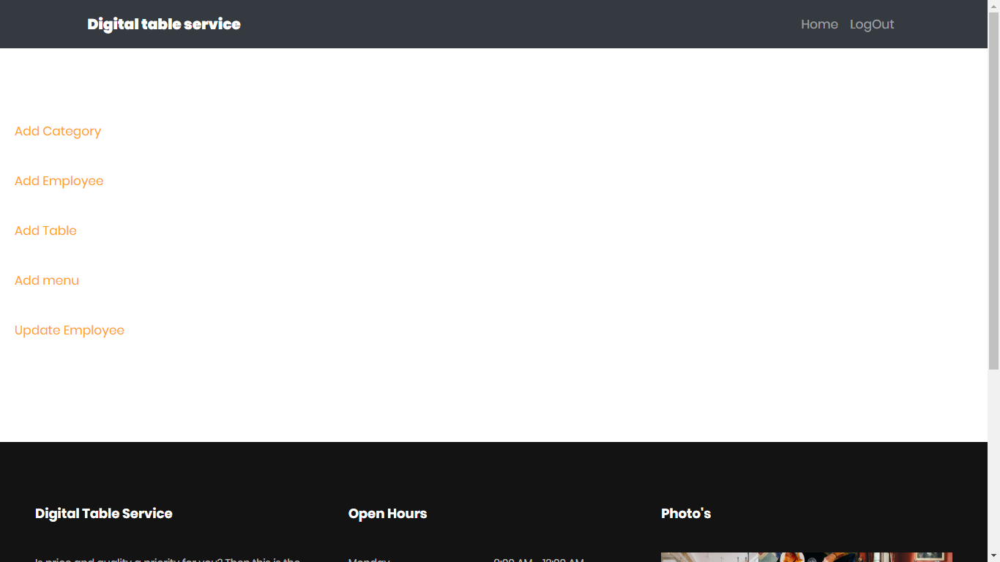 Digital table service
Home LogOut
Add Category
Add Employee
Add Table
Add menu
Update Employee
Digital Table Service
Open Hours
Photo's
Is price and quality a priority for you? Then this is the
Monday 9:00 AM - 12:00 AM